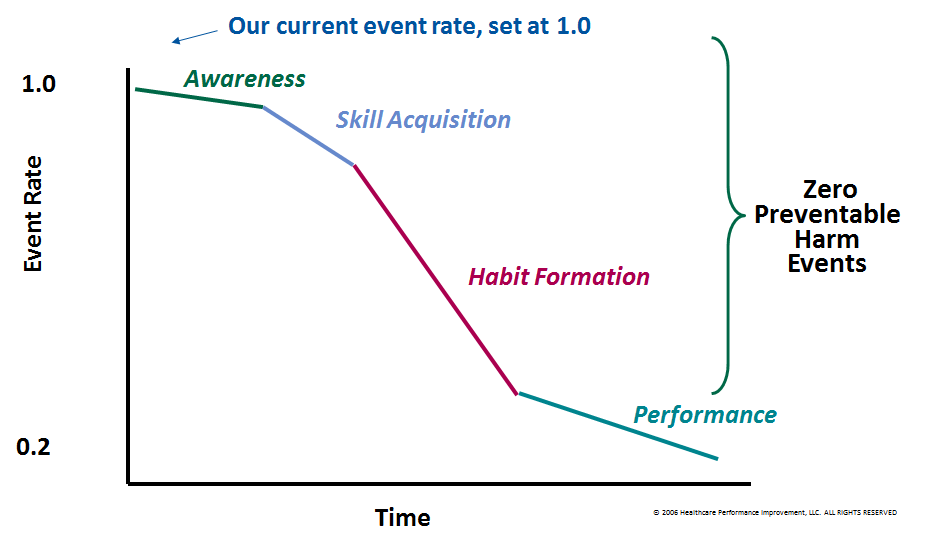 Our current event rate, set at 1.0
1.0
Awareness
Skill Acquisition
Event Rate
Zero
Preventable
Harm
Events
Habit Formation
Performance
0.2
Time
© 2006 Healthcare Performance Improvement, LLC. ALL RIGHTS RESERVED